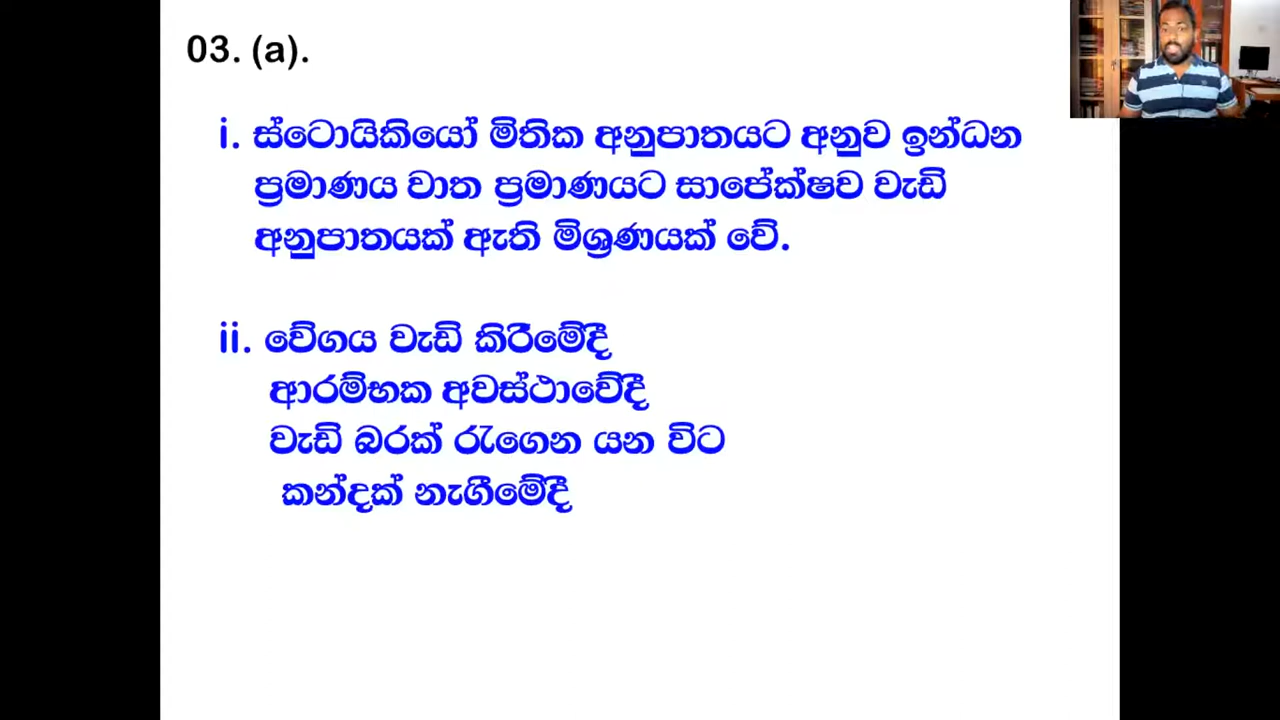 03. (a).
i. ස්ටොයිකියෝ මිතික අනුපාතයට අනුව ඉන්ධන
ප්‍රමාණය වාත ප්‍රමාණයට සාපේක්ෂව වැඩි
අනුපාතයක් ඇති මිශ්‍රණයක් වේ.
ii. වේගය වැඩි කිරීමේදී
ආරම්භක අවස්ථාවේදී
වැඩි බරක් රැගෙන යන විට
කන්දක් නැගීමේදී